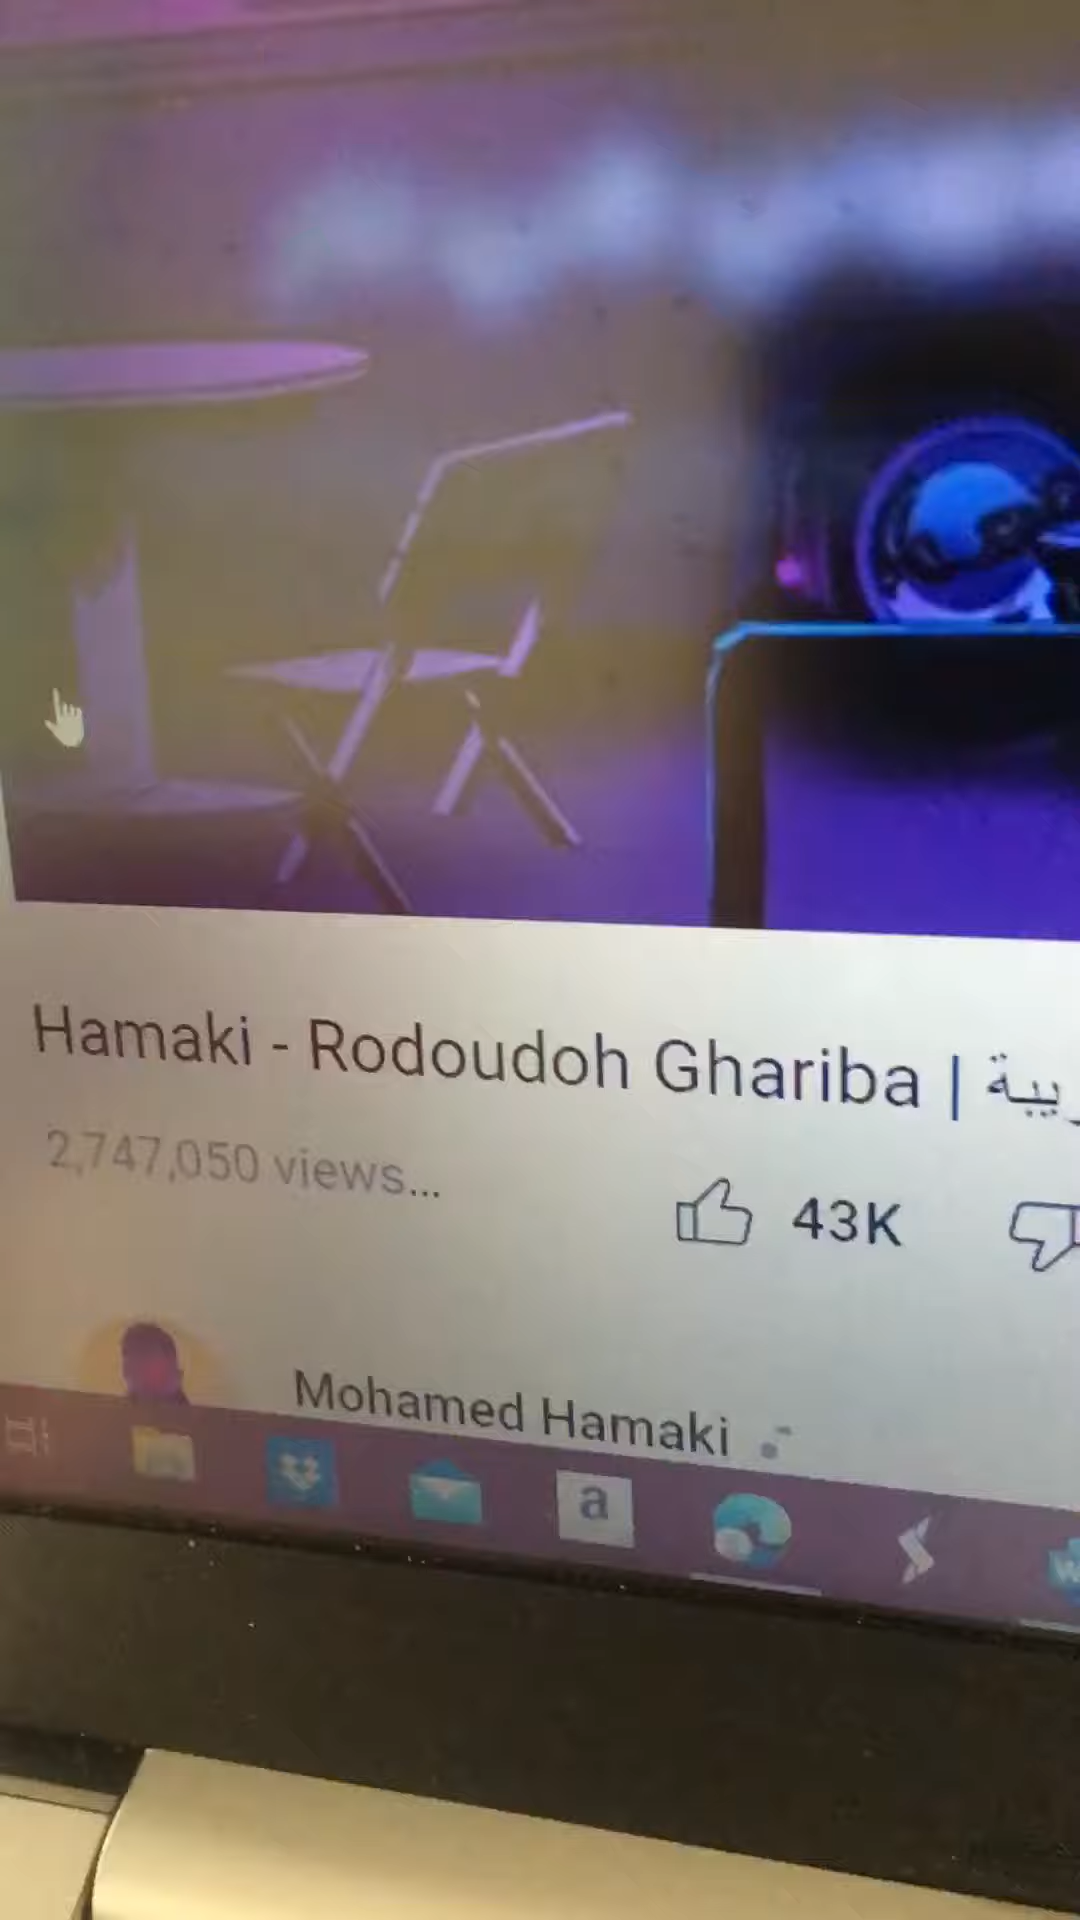 Hamaki - Rodoudoh Ghariba |
2,747,050 views...
43K
Mohamed Hamaki
a
W